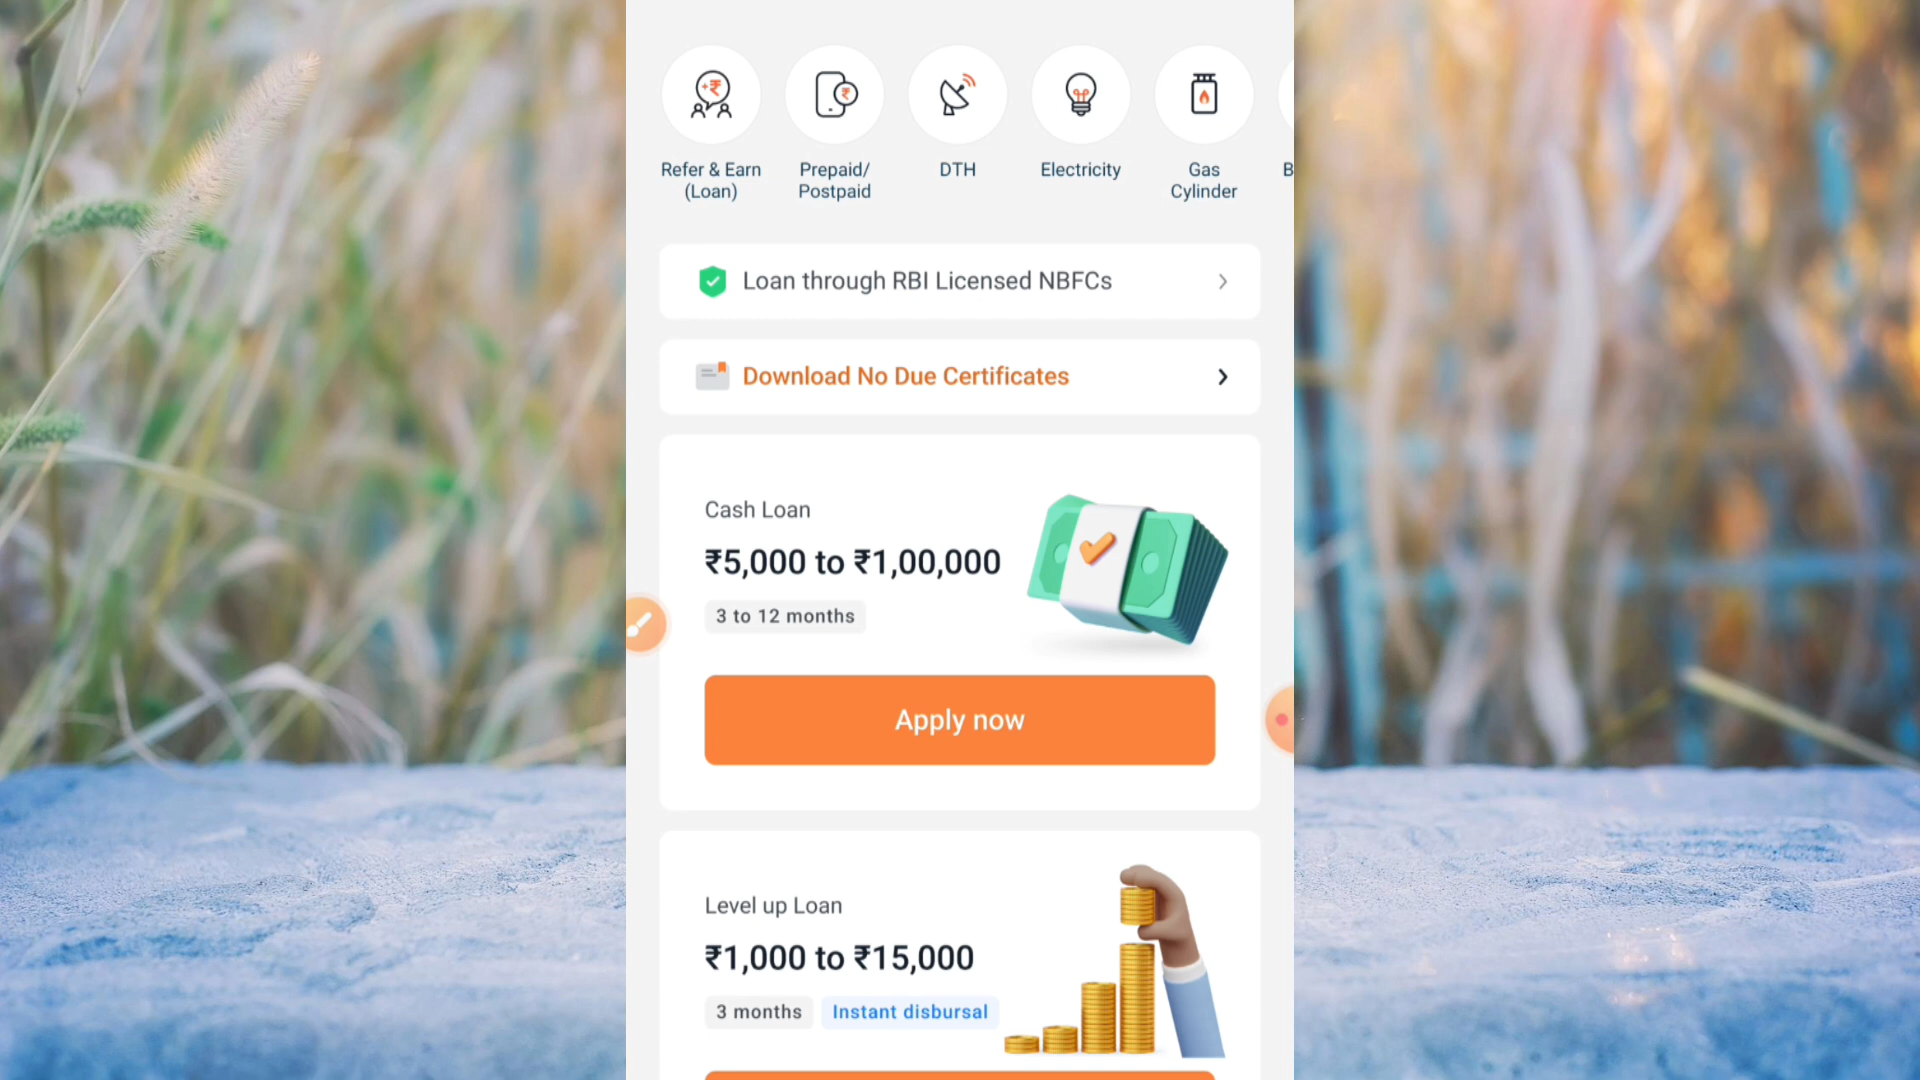 Refer & Earn
(Loan)
Prepaid/
Postpaid
DTH
Electricity
Gas
Cylinder
B
Loan through RBI Licensed NBFCs
Download No Due Certificates
Cash Loan
₹5,000 to ₹1,00,000
3 to 12 months
Apply now
Level up Loan
₹1,000 to ₹15,000
3 months Instant disbursal